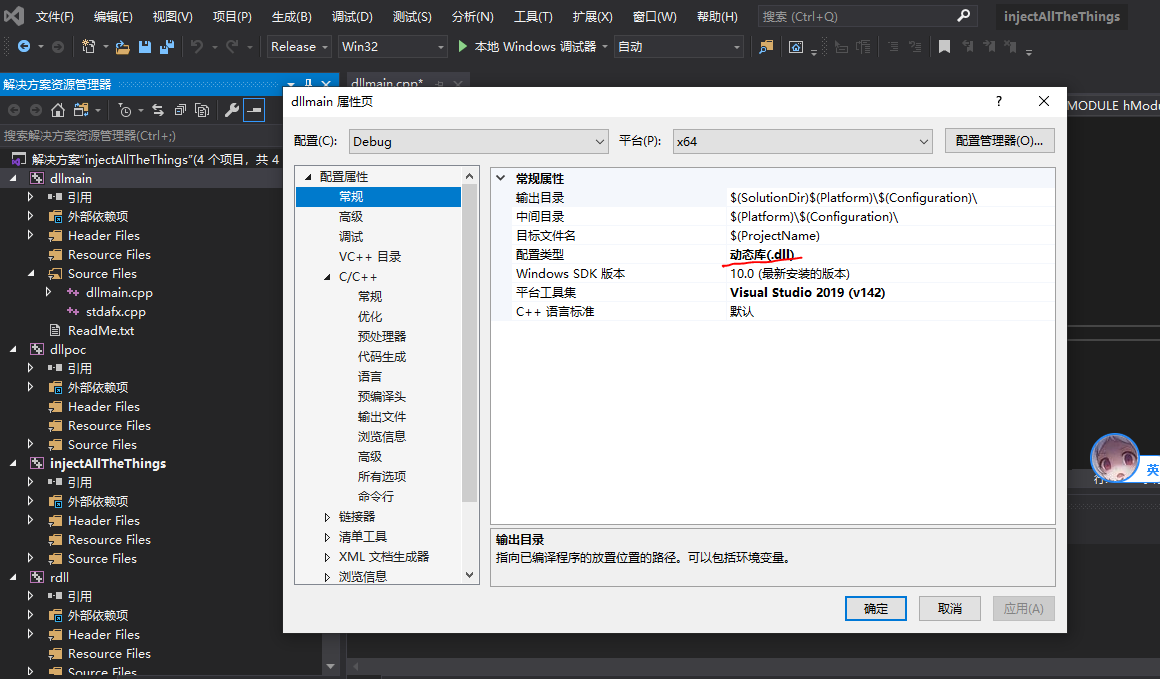 文件(F) 编辑(E) 视图(V) 项目(P) 生成(B) 调试(D) 测试(S) 分析(N) 工具(T) 扩展(X) 窗口(W) 帮助(H) 搜索 (Ctrl+Q) injectAllTheThings
Release Win32 本地 Windows 调试器 自动
解决方案资源管理器
dllmain.cpp*
搜索解决方案资源管理器(Ctrl+;)
解决方案"injectAllTheThings"(4 个项目，共 4
dllmain
引用
外部依赖项
Header Files
Resource Files
Source Files
dllmain.cpp
stdafx.cpp
ReadMe.txt
dllpoc
引用
外部依赖项
Header Files
Resource Files
Source Files
injectAllTheThings
引用
外部依赖项
Header Files
Resource Files
Source Files
rdll
引用
外部依赖项
Header Files
Resource Files
Source Files
dllmain 属性页
? 
配置(C): Debug 平台(P): x64 配置管理器(O)...
配置属性
常规
高级
调试
VC++ 目录
C/C++
常规
优化
预处理器
代码生成
语言
预编译头
输出文件
浏览信息
高级
所有选项
命令行
链接器
清单工具
XML 文档生成器
浏览信息
常规属性
输出目录 $(SolutionDir)$(Platform)\$(Configuration)\
中间目录 $(Platform)\$(Configuration)\
目标文件名 $(ProjectName)
配置类型 动态库(.dll)
Windows SDK 版本 10.0 (最新安装的版本)
平台工具集 Visual Studio 2019 (v142)
C++ 语言标准 默认
输出目录
指向已编译程序的放置位置的路径。可以包括环境变量。
确定 取消 应用(A)
MODULE hModu
英